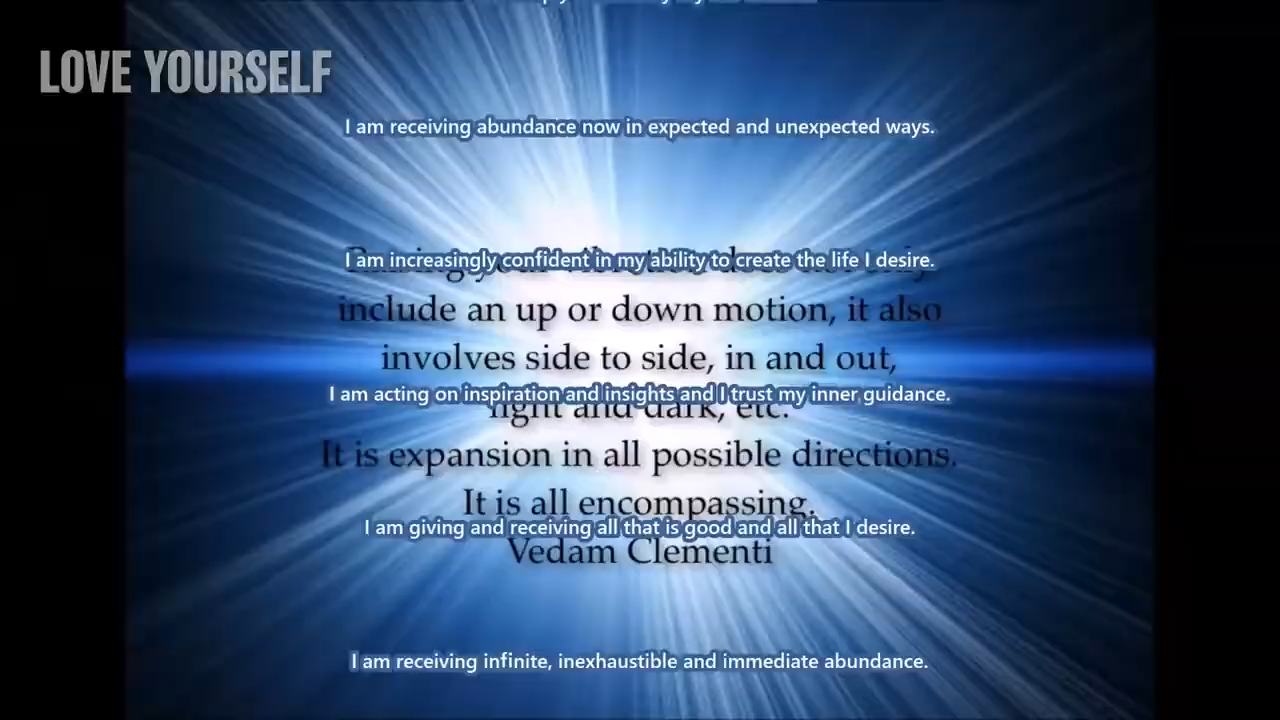 LOVE YOURSELF
I am receiving abundance now in expected and unexpected ways.
I am increasingly confident in my ability to create the life I desire.
include an up or down motion, it also
involves side to side, in and out,
I am acting on inspiration and insights and I trust my inner guidance.
light and dark, etc.
It is expansion in all possible directions.
It is all encompassing.
I am giving and receiving all that is good and all that I desire.
Vedam Clementi
I am receiving infinite, inexhaustible and immediate abundance.